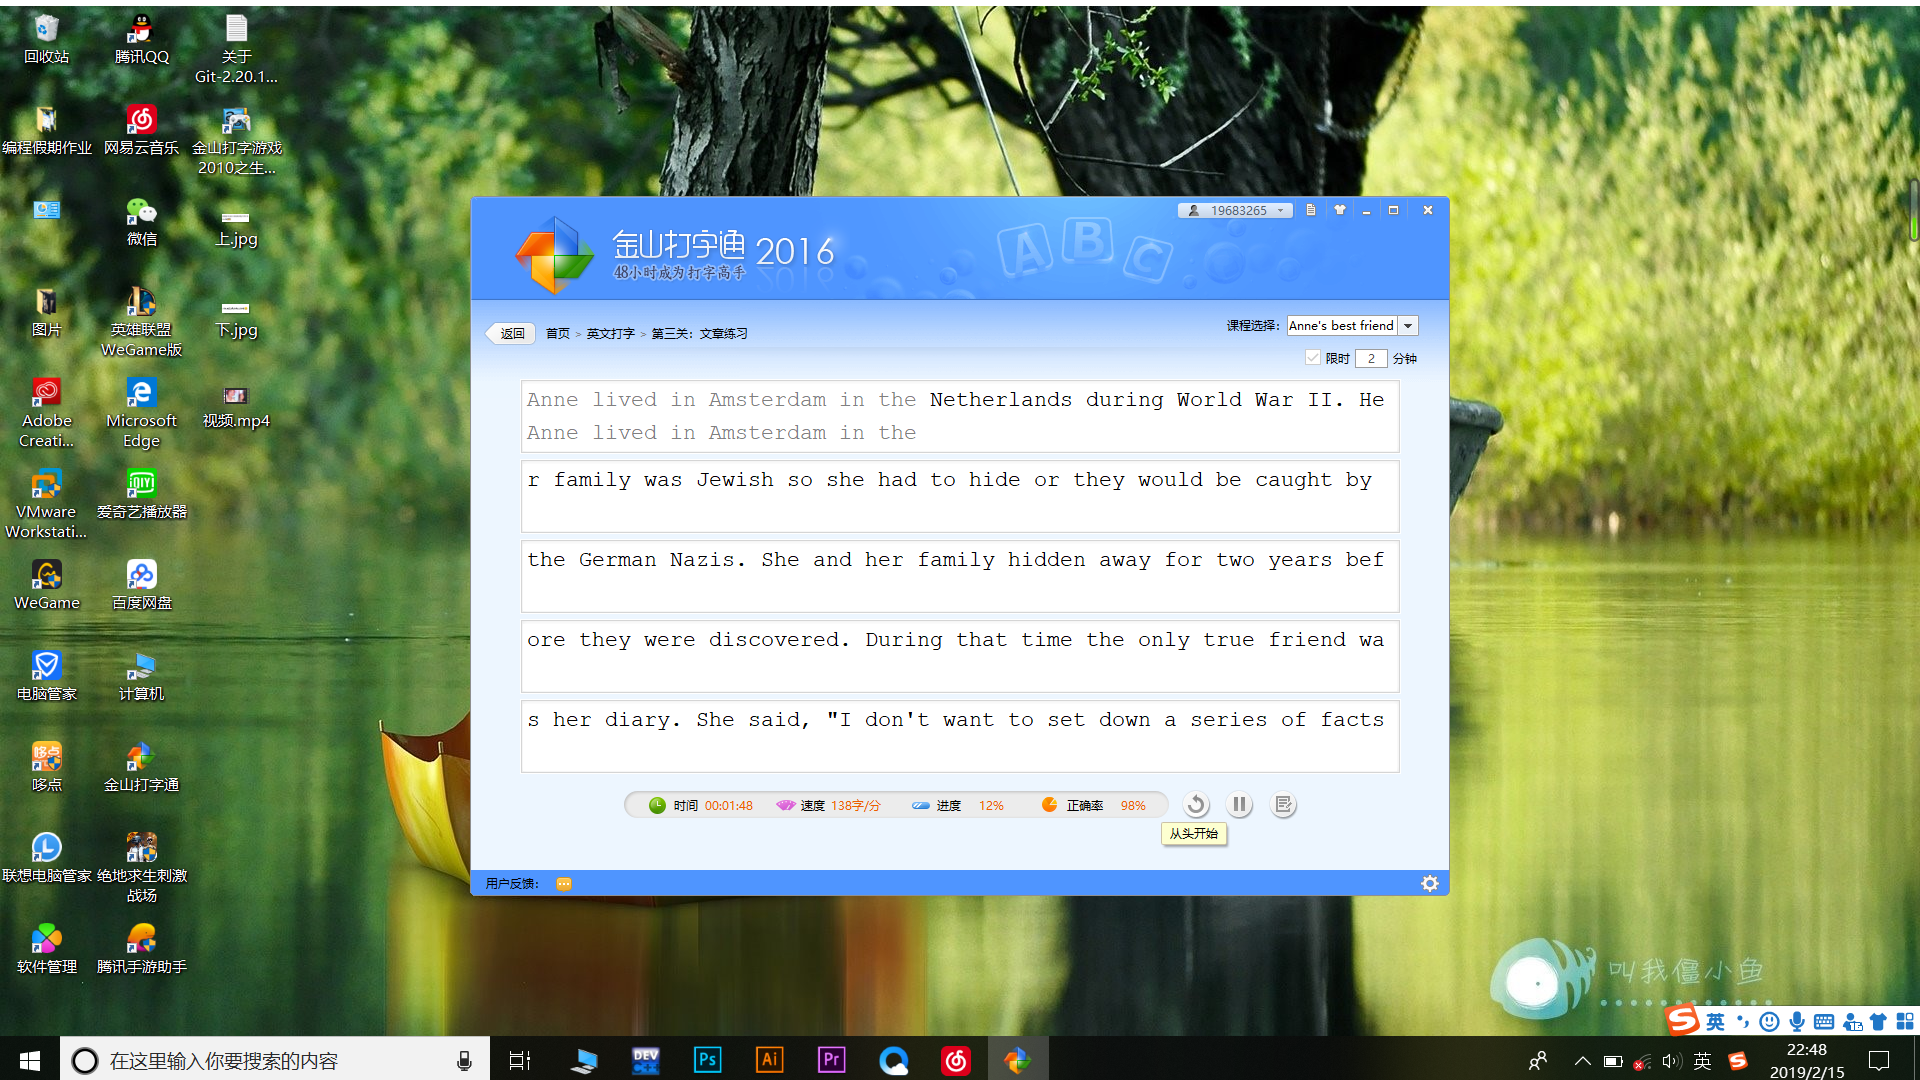 回收站
腾讯QQ
关于
Git-2.20.1...
编程假期作业
网易云音乐
金山打字游戏
2010之生...
微信
上.jpg
图片
英雄联盟
WeGame版
下.jpg
Adobe
Creati...
Microsoft
Edge
视频.mp4
VMware
Workstati...
爱奇艺播放器
WeGame
百度网盘
电脑管家
计算机
哆点
金山打字通
联想电脑管家
绝地求生刺激
战场
软件管理
腾讯手游助手
19683265
金山打字通 2016
48小时成为打字高手
A B C
返回
首页 > 英文打字 > 第三关：文章练习
课程选择： Anne's best friend
限时 2 分钟
Anne lived in Amsterdam in the Netherlands during World War II. He
Anne lived in Amsterdam in the
r family was Jewish so she had to hide or they would be caught by
the German Nazis. She and her family hidden away for two years bef
ore they were discovered. During that time the only true friend wa
s her diary. She said, "I don't want to set down a series of facts
时间 00:01:48 速度 138字/分 进度 12% 正确率 98%
从头开始
用户反馈：
叫我僵小鱼
英
在这里输入你要搜索的内容
DEV C++
Ps
Ai
Pr
英
22:48
2019/2/15